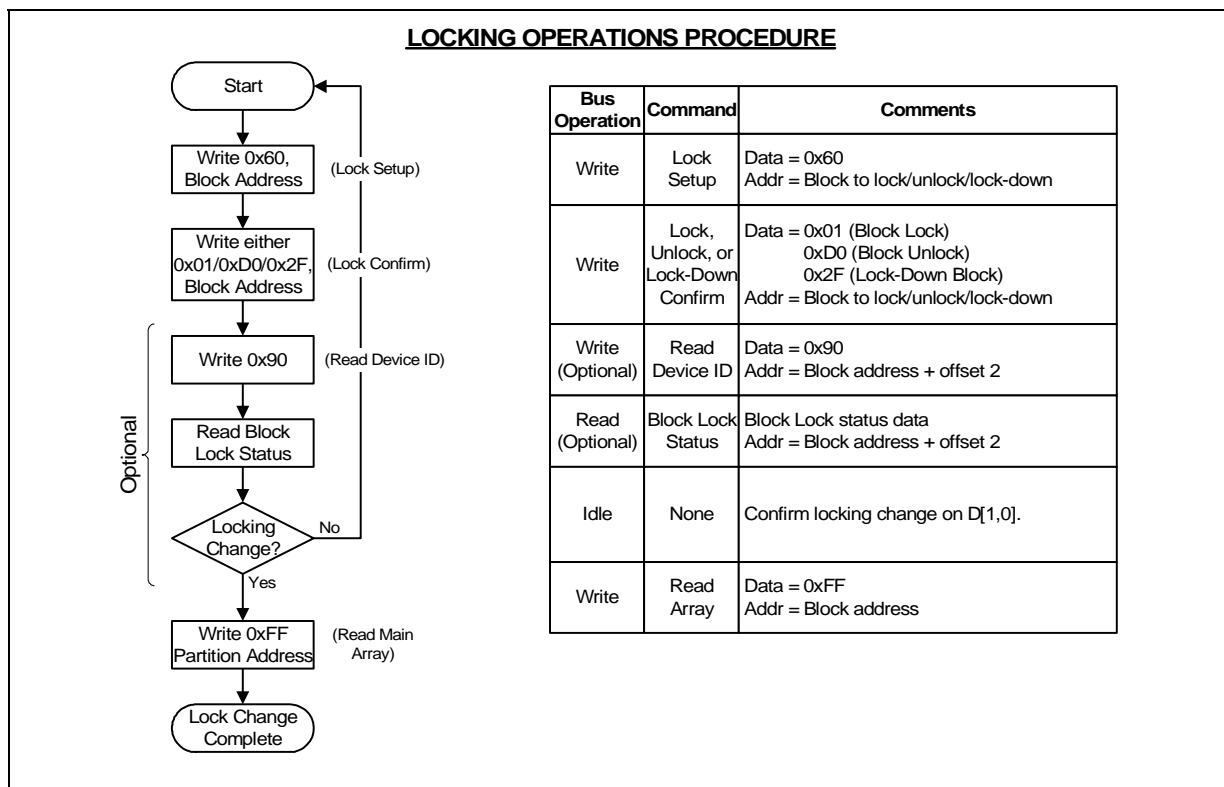 LOCKING OPERATIONS PROCEDURE
Start
Write 0x60,
Block Address
(Lock Setup)
Write either
0x01/0xD0/0x2F,
Block Address
(Lock Confirm)
Optional
Write 0x90
(Read Device ID)
Read Block
Lock Status
Locking
Change?
No
Yes
Write 0xFF
Partition Address
(Read Main
Array)
Lock Change
Complete
Bus
Operation
Command
Comments
Write
Lock
Setup
Data = 0x60
Addr = Block to lock/unlock/lock-down
Write
Lock,
Unlock, or
Lock-Down
Confirm
Data = 0x01 (Block Lock)
0xD0 (Block Unlock)
0x2F (Lock-Down Block)
Addr = Block to lock/unlock/lock-down
Write
(Optional)
Read
Device ID
Data = 0x90
Addr = Block address + offset 2
Read
(Optional)
Block Lock
Status
Block Lock status data
Addr = Block address + offset 2
Idle
None
Confirm locking change on D[1,0].
Write
Read
Array
Data = 0xFF
Addr = Block address